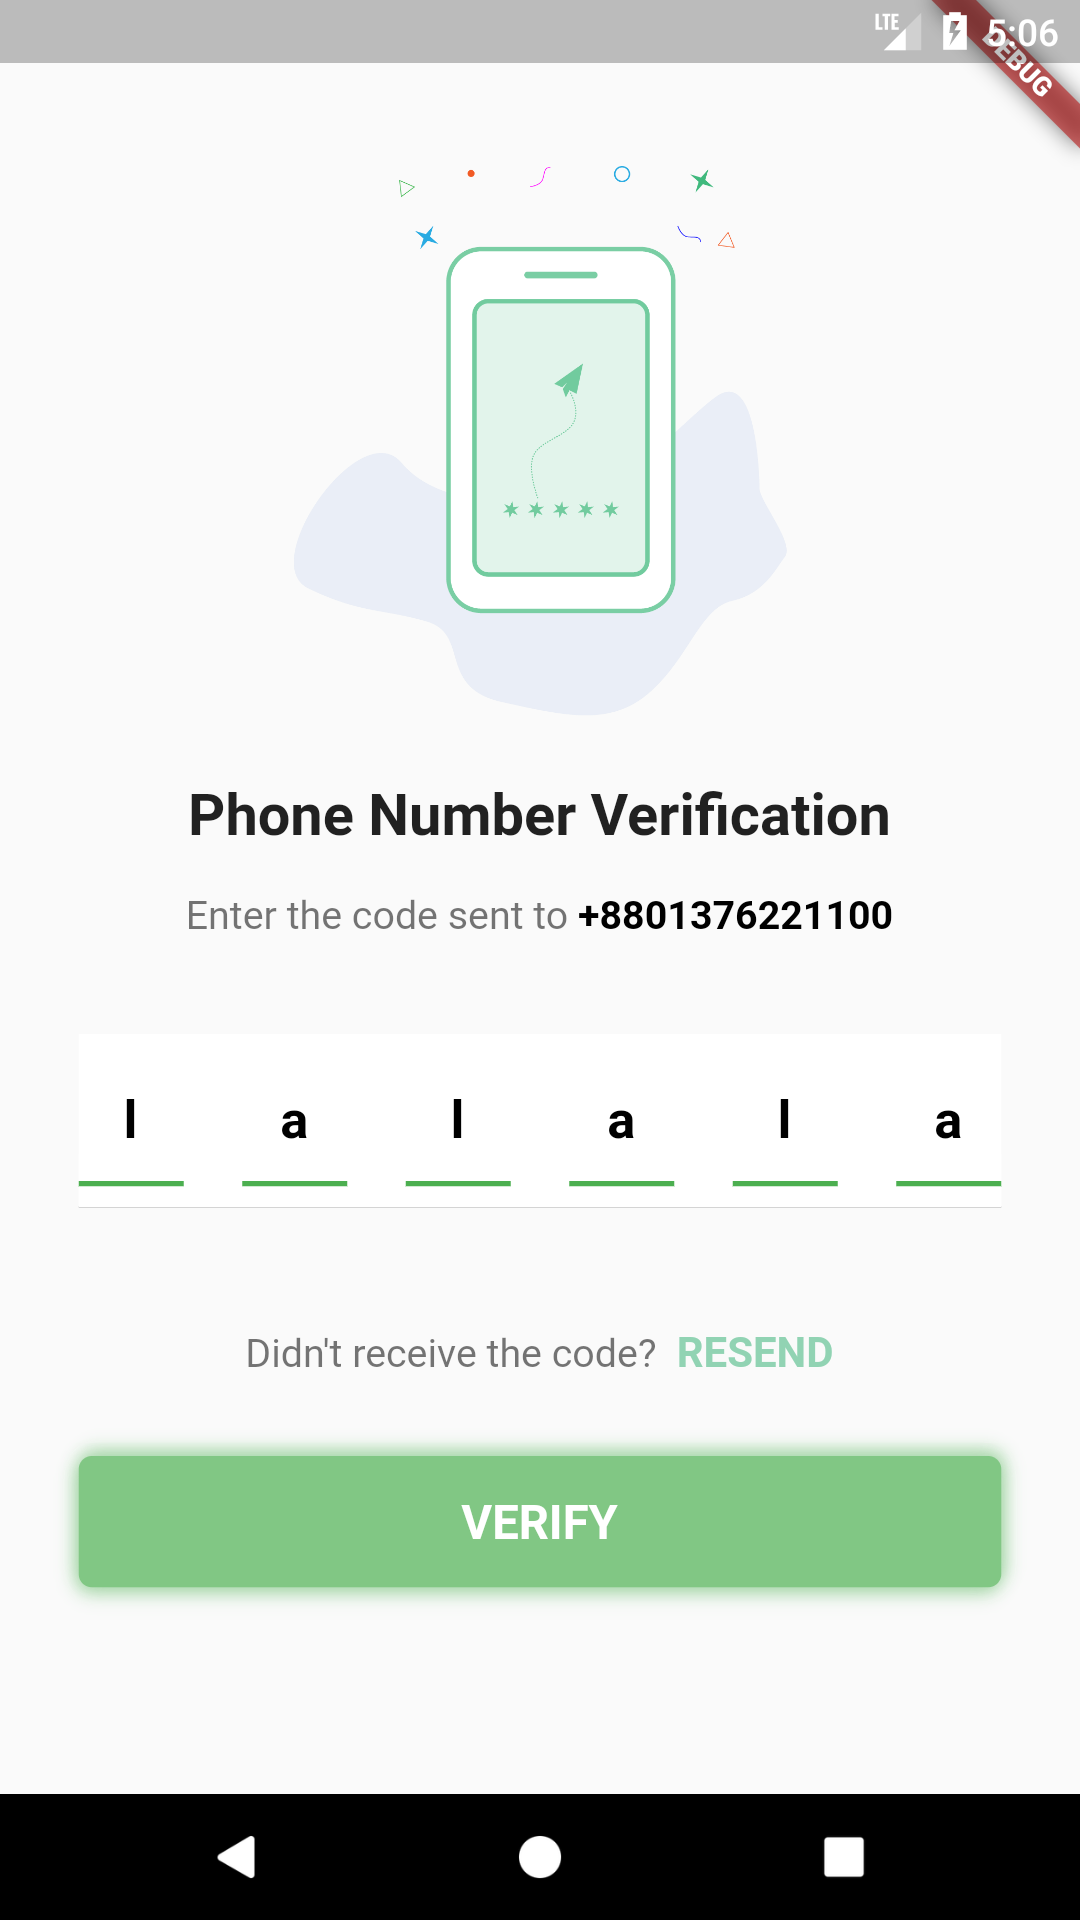 LTE 5:06
DEBUG
Phone Number Verification
Enter the code sent to +8801376221100
l a l a l a
Didn't receive the code? RESEND
VERIFY